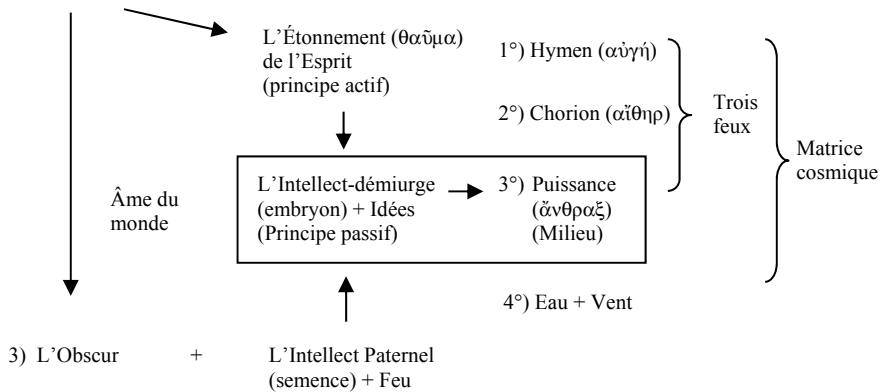 L’Étonnement (θαῦμα)
de l’Esprit
(principe actif)
1°) Hymen (αὐγή)
2°) Chorion (αἴθηρ)
Trois
feux
Matrice
cosmique
Âme du
monde
L’Intellect-démiurge
(embryon) + Idées
(Principe passif)
3°) Puissance
(ἄνθραξ)
(Milieu)
4°) Eau + Vent
3) L’Obscur + L’Intellect Paternel
(semence) + Feu